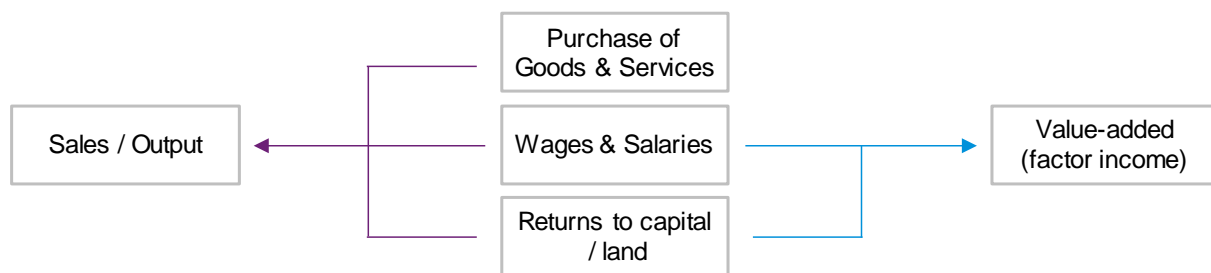 Purchase of
Goods & Services
Sales / Output
Wages & Salaries
Value-added
(factor income)
Returns to capital
/ land